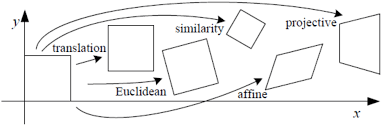 y
projective
similarity
translation
Euclidean
affine
x